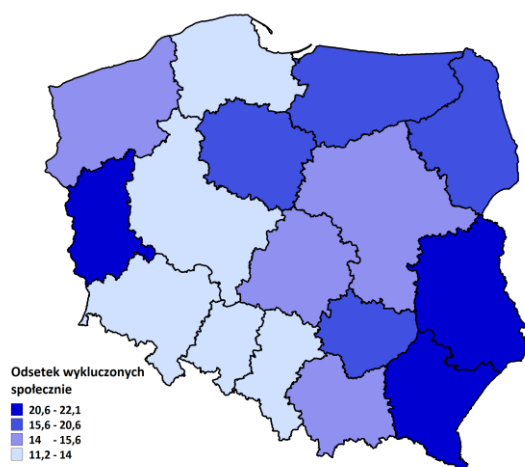 Odsetek wykluczonych
społecznie
20,6 - 22,1
15,6 - 20,6
14 - 15,6
11,2 - 14